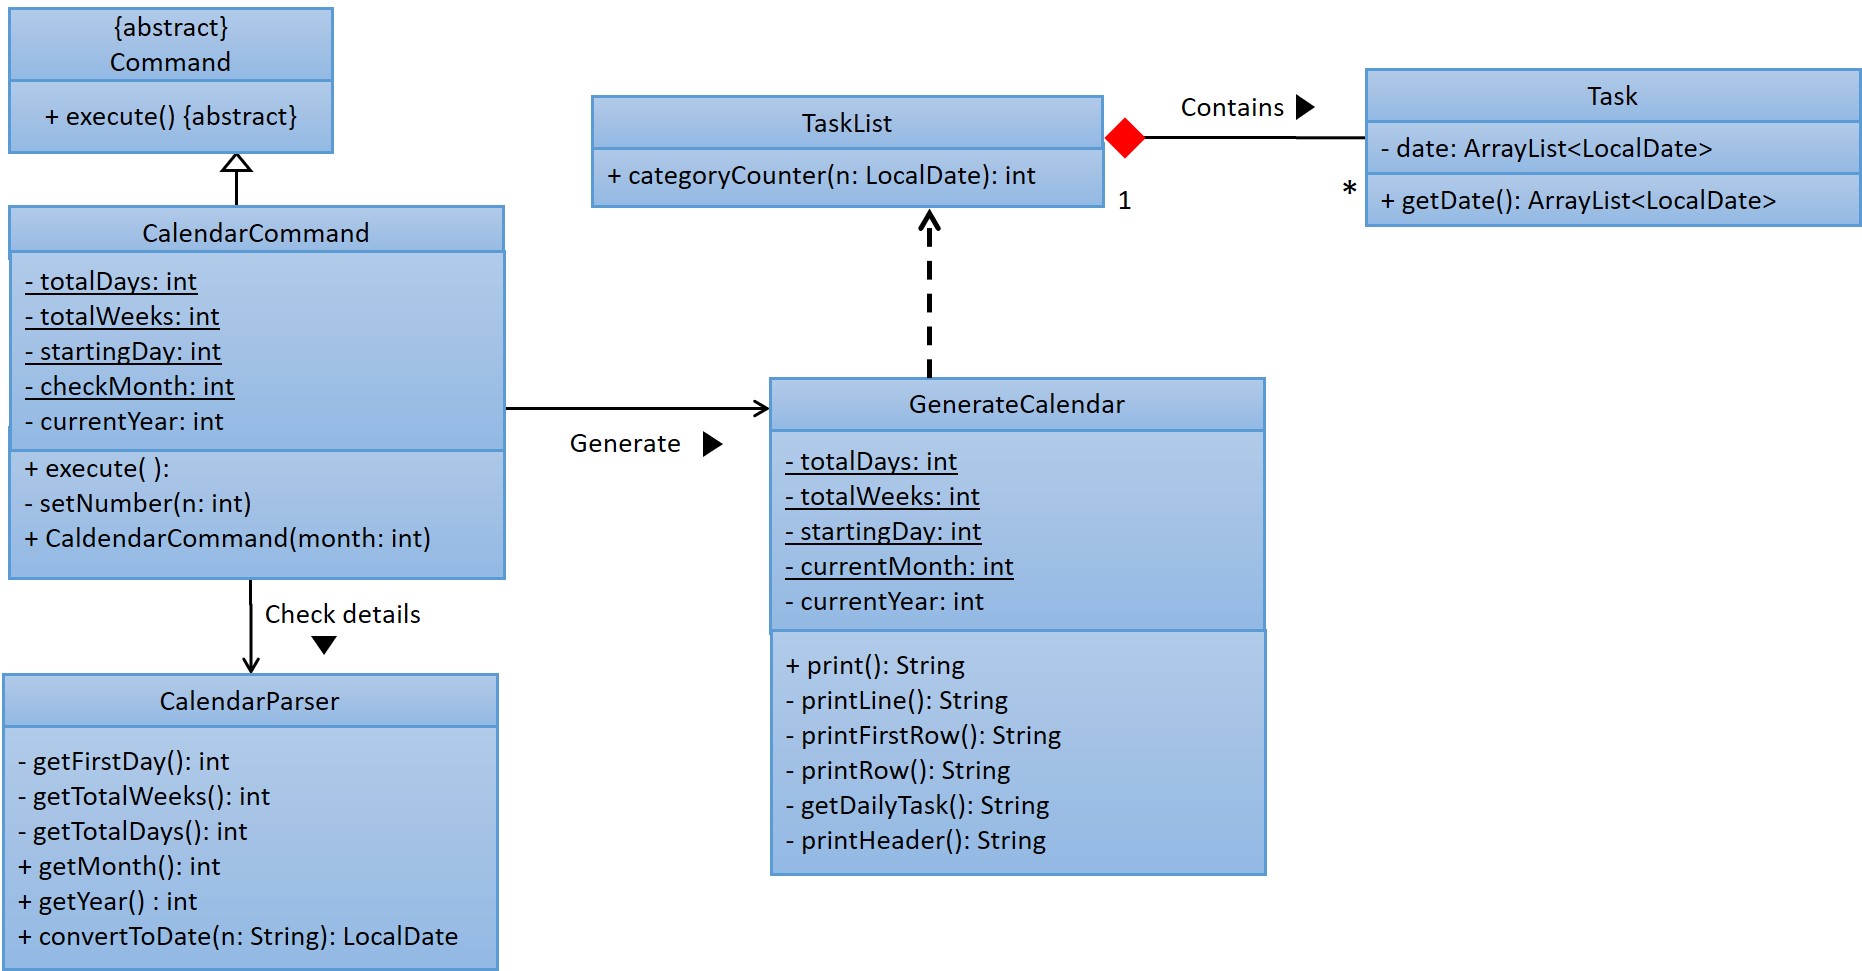 {abstract}
Command
+ execute() {abstract}
CalendarCommand
- totalDays: int
- totalWeeks: int
- startingDay: int
- checkMonth: int
- currentYear: int
+ execute( ):
- setNumber(n: int)
+ CaldendarCommand(month: int)
Check details
CalendarParser
- getFirstDay(): int
- getTotalWeeks(): int
- getTotalDays(): int
+ getMonth(): int
+ getYear() : int
+ convertToDate(n: String): LocalDate
Generate
TaskList
+ categoryCounter(n: LocalDate): int
Contains
1
*
Task
- date: ArrayList<LocalDate>
+ getDate(): ArrayList<LocalDate>
GenerateCalendar
- totalDays: int
- totalWeeks: int
- startingDay: int
- currentMonth: int
- currentYear: int
+ print(): String
- printLine(): String
- printFirstRow(): String
- printRow(): String
- getDailyTask(): String
- printHeader(): String